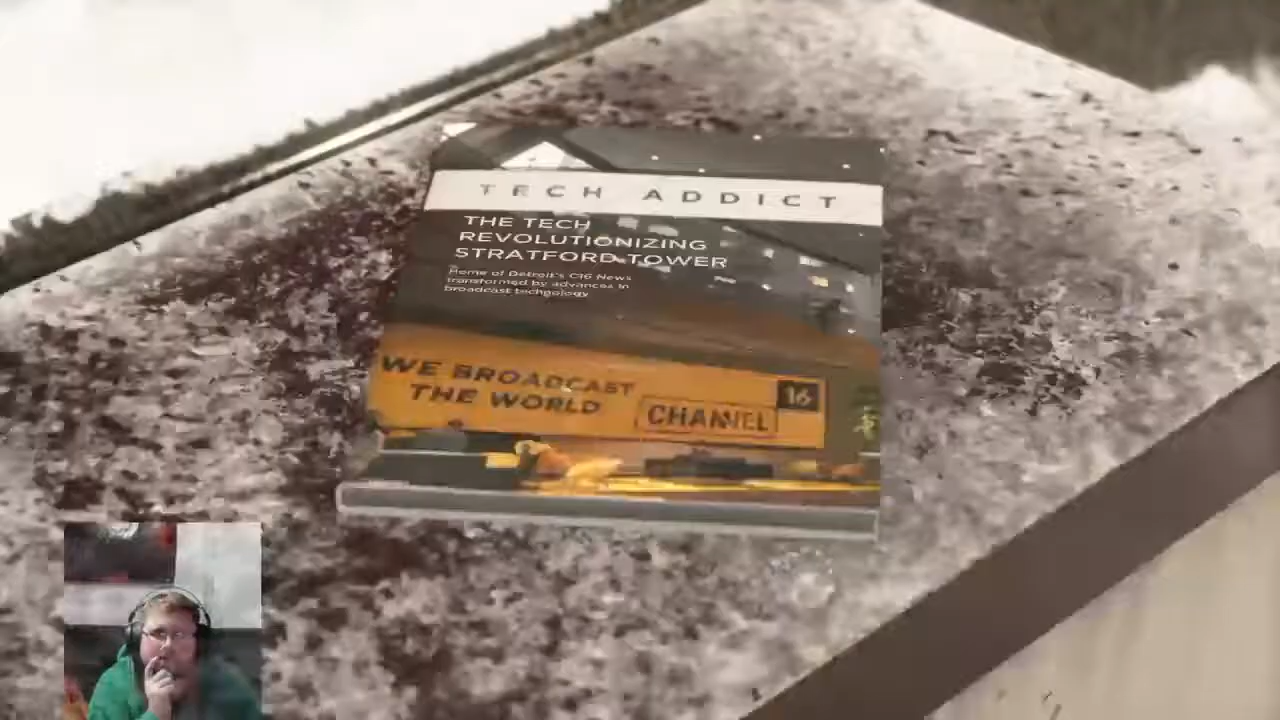 TECH ADDICT
THE TECH
REVOLUTIONIZING
STRATFORD TOWER
Home of Detroit's C16 News
transformed by advances in
broadcast technology
WE BROADCAST
THE WORLD
CHANNEL
16